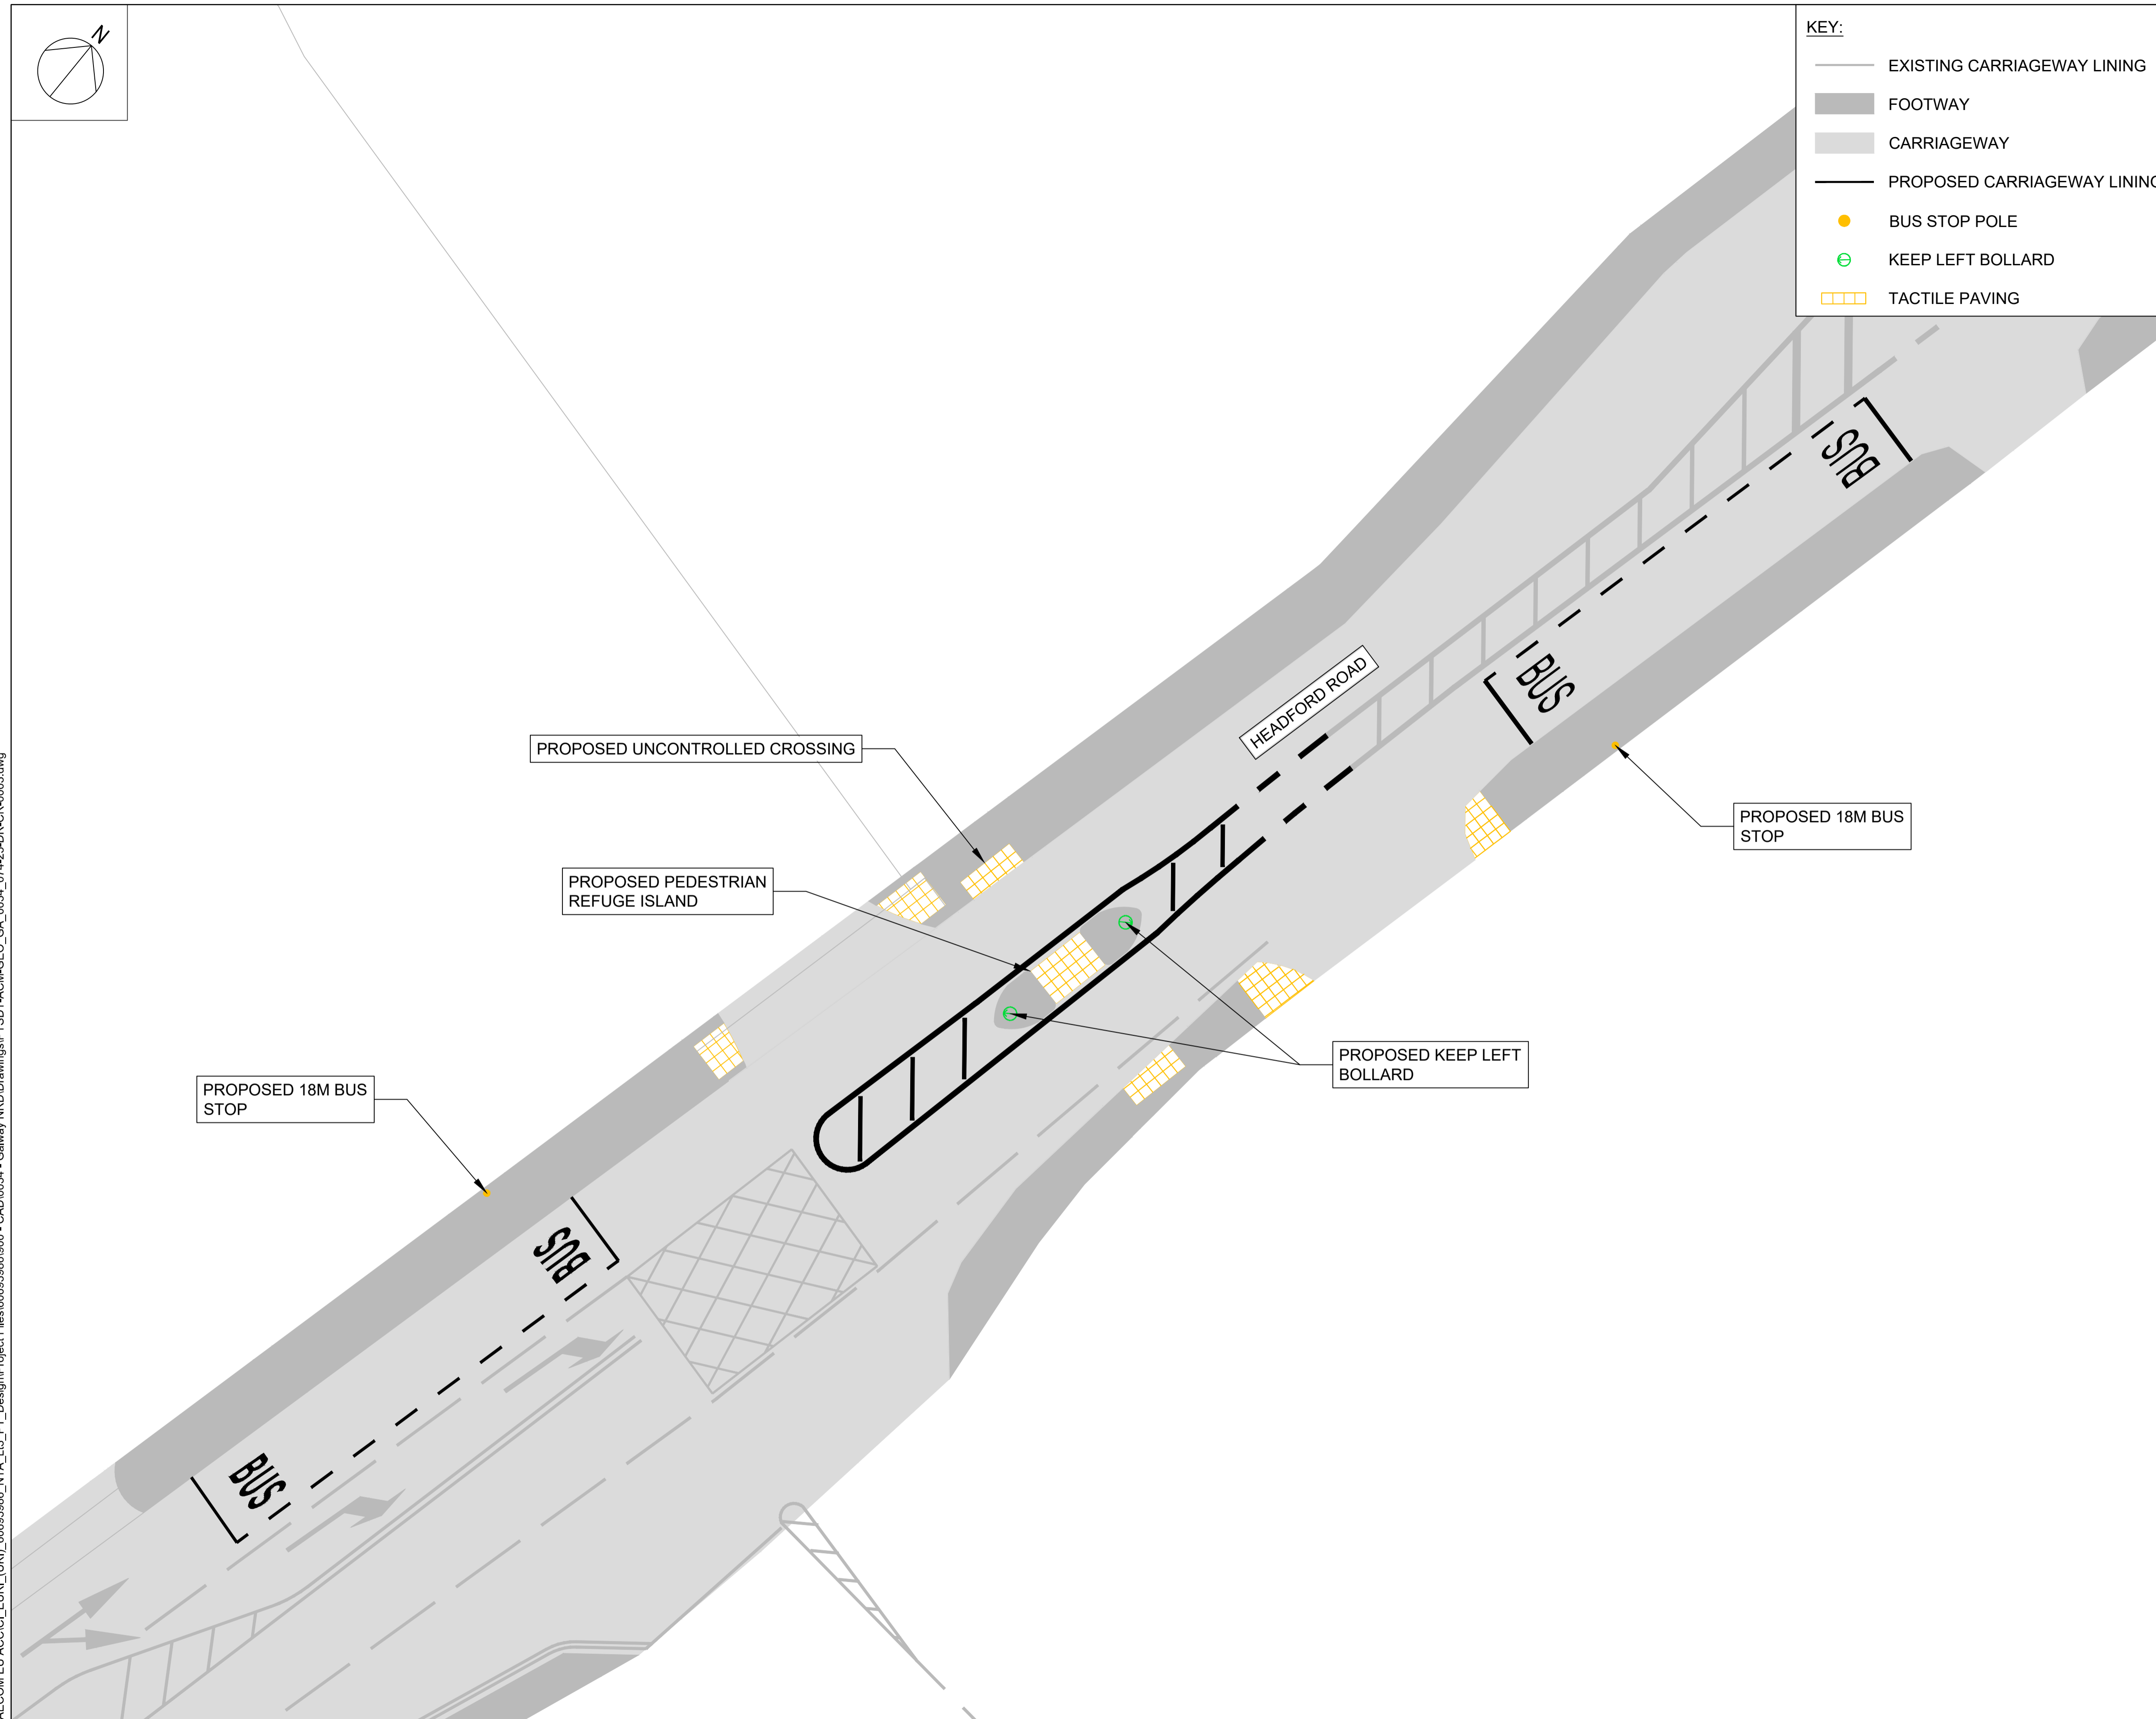 N
KEY:
EXISTING CARRIAGEWAY LINING
FOOTWAY
CARRIAGEWAY
PROPOSED CARRIAGEWAY LINING
BUS STOP POLE
KEEP LEFT BOLLARD
TACTILE PAVING
BUS
HEADFORD ROAD
BUS
PROPOSED UNCONTROLLED CROSSING
PROPOSED 18M BUS
STOP
PROPOSED PEDESTRIAN
REFUGE ISLAND
PROPOSED KEEP LEFT
BOLLARD
PROPOSED 18M BUS
STOP
BUS
BUS